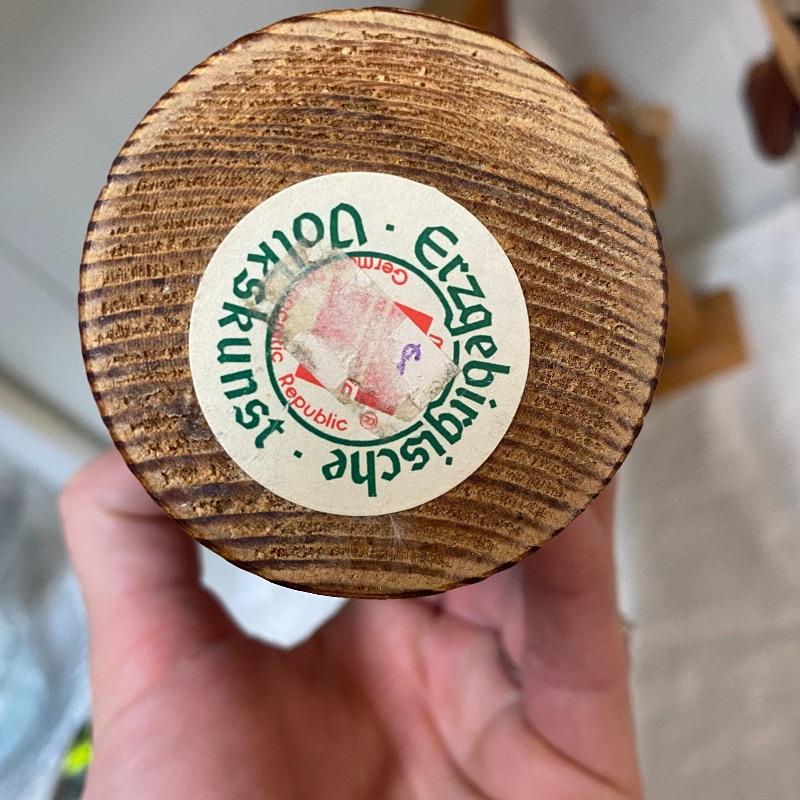 Erzgebirgische · Volkskunst ·
Republic